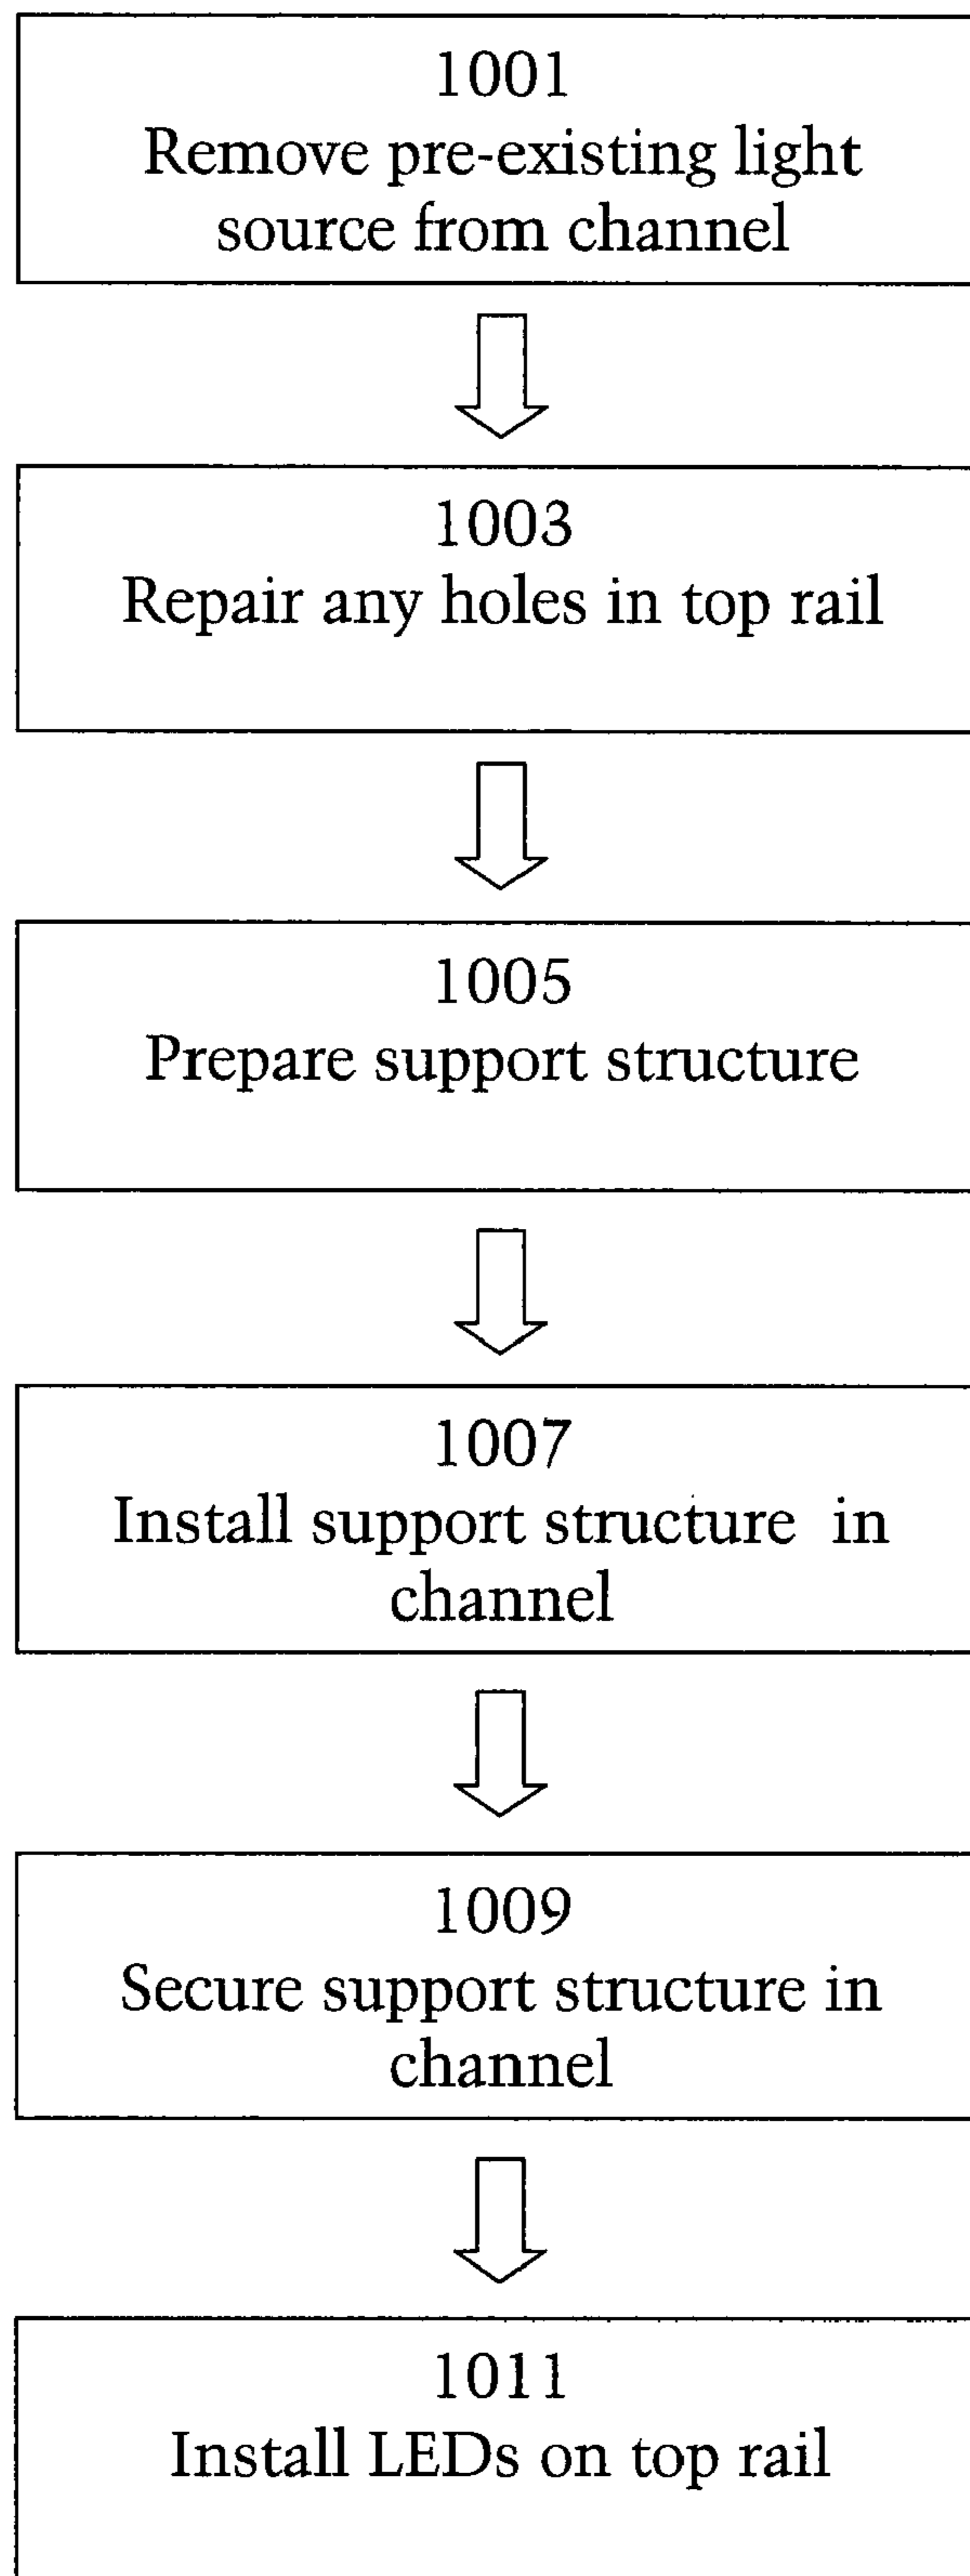 1001
Remove pre-existing light
source from channel
1003
Repair any holes in top rail
1005
Prepare support structure
1007
Install support structure in
channel
1009
Secure support structure in
channel
1011
Install LEDs on top rail